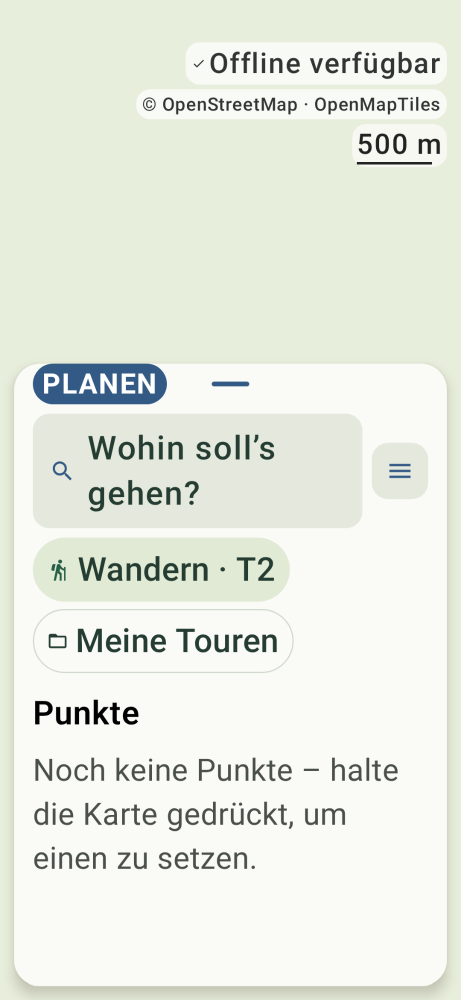 Offline verfügbar
© OpenStreetMap · OpenMapTiles
500 m
PLANEN
Wohin soll’s
gehen?
Wandern · T2
Meine Touren
Punkte
Noch keine Punkte – halte
die Karte gedrückt, um
einen zu setzen.